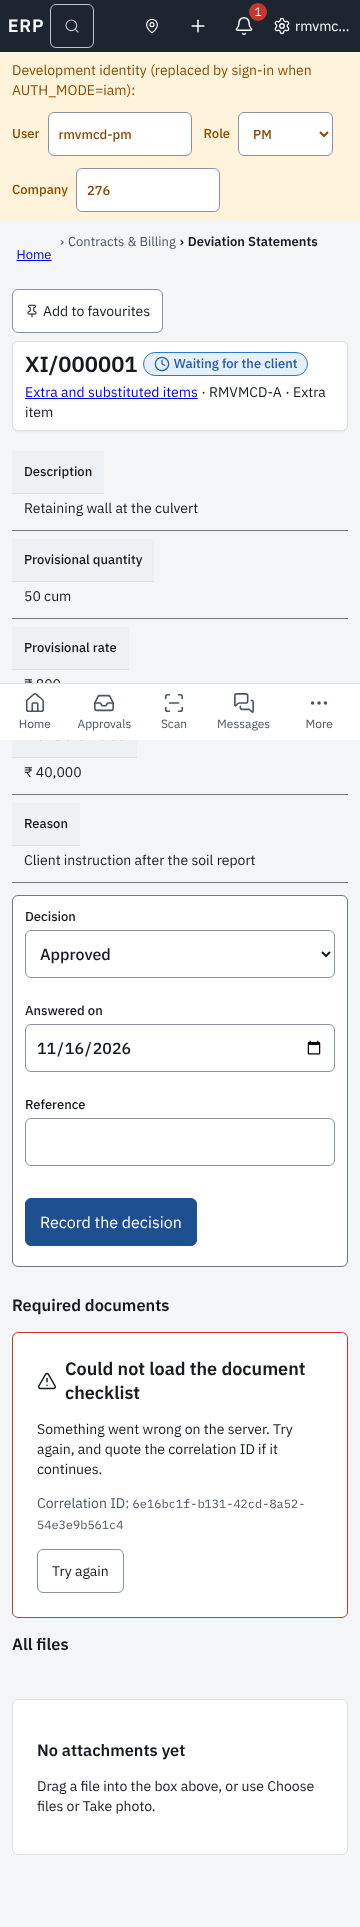 ERP
1
rmvmc...
Development identity (replaced by sign-in when
AUTH_MODE=iam):
User rmvmcd-pm Role PM
Company 276
Home › Contracts & Billing › Deviation Statements
Add to favourites
XI/000001 Waiting for the client
Extra and substituted items · RMVMCD-A · Extra
item
Description
Retaining wall at the culvert
Provisional quantity
50 cum
Provisional rate
Home Approvals Scan Messages More
₹ 40,000
Reason
Client instruction after the soil report
Decision
Approved
Answered on
11/16/2026
Reference
Record the decision
Required documents
Could not load the document
checklist
Something went wrong on the server. Try
again, and quote the correlation ID if it
continues.
Correlation ID: 6e16bc1f-b131-42cd-8a52-
54e3e9b561c4
Try again
All files
No attachments yet
Drag a file into the box above, or use Choose
files or Take photo.